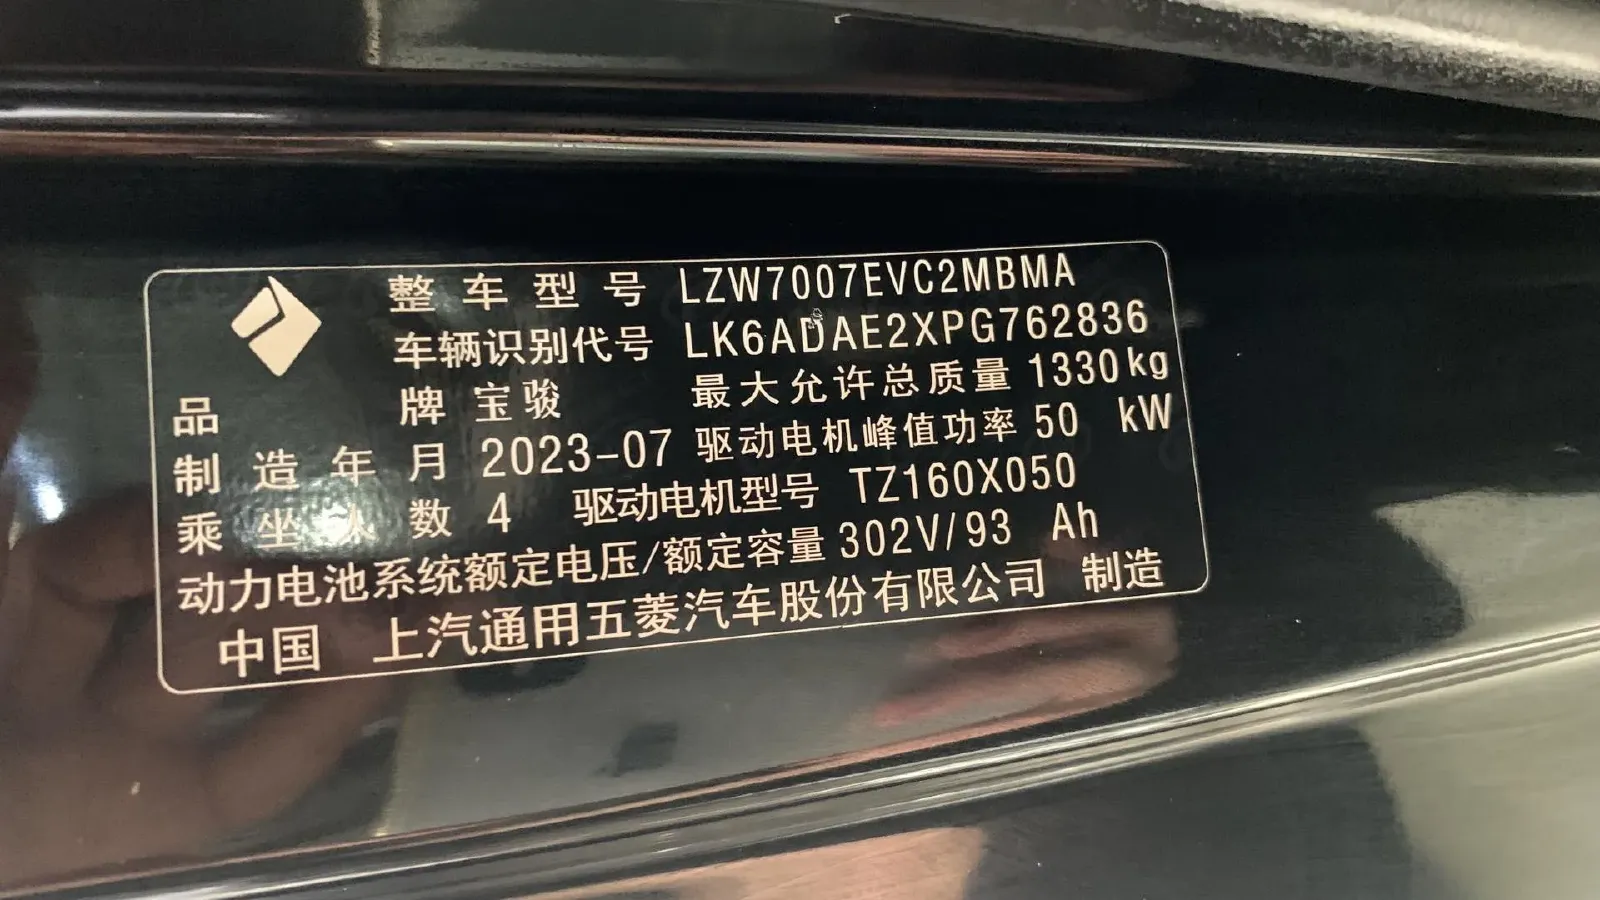 整车型号 LZW7007EVC2MBMA
车辆识别代号 LK6ADAE2XPG762836
品牌 宝骏 最大允许总质量 1330kg
制造年月 2023-07 驱动电机峰值功率 50 kW
乘坐人数 4 驱动电机型号 TZ160X050
动力电池系统额定电压/额定容量 302V/93 Ah
中国 上汽通用五菱汽车股份有限公司 制造